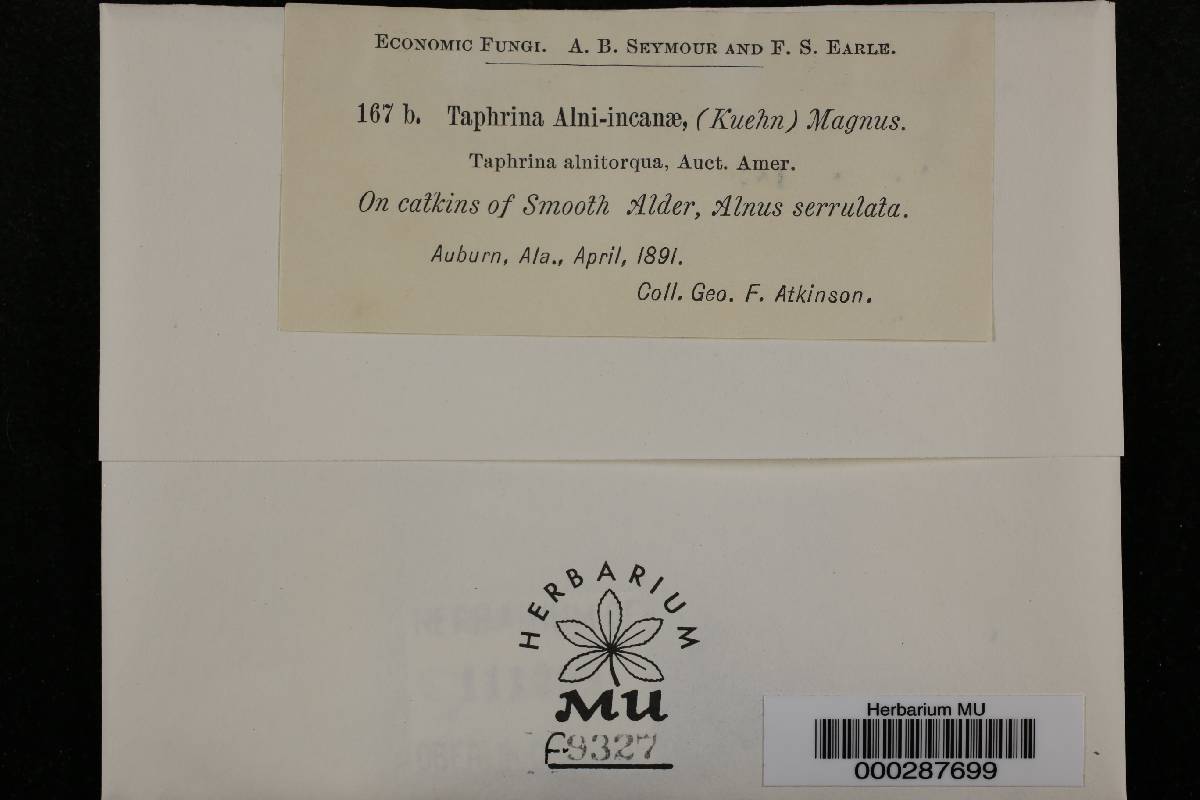 ECONOMIC FUNGI. A. B. SEYMOUR AND F. S. EARLE.
167 b. Taphrina Alni-incanæ, (Kuehn) Magnus.
Taphrina alnitorqua, Auct. Amer.
On catkins of Smooth Alder, Alnus serrulata.
Auburn, Ala., April, 1891.
Coll. Geo. F. Atkinson.
HERBARIUM
MU
F-9327
Herbarium MU
000287699